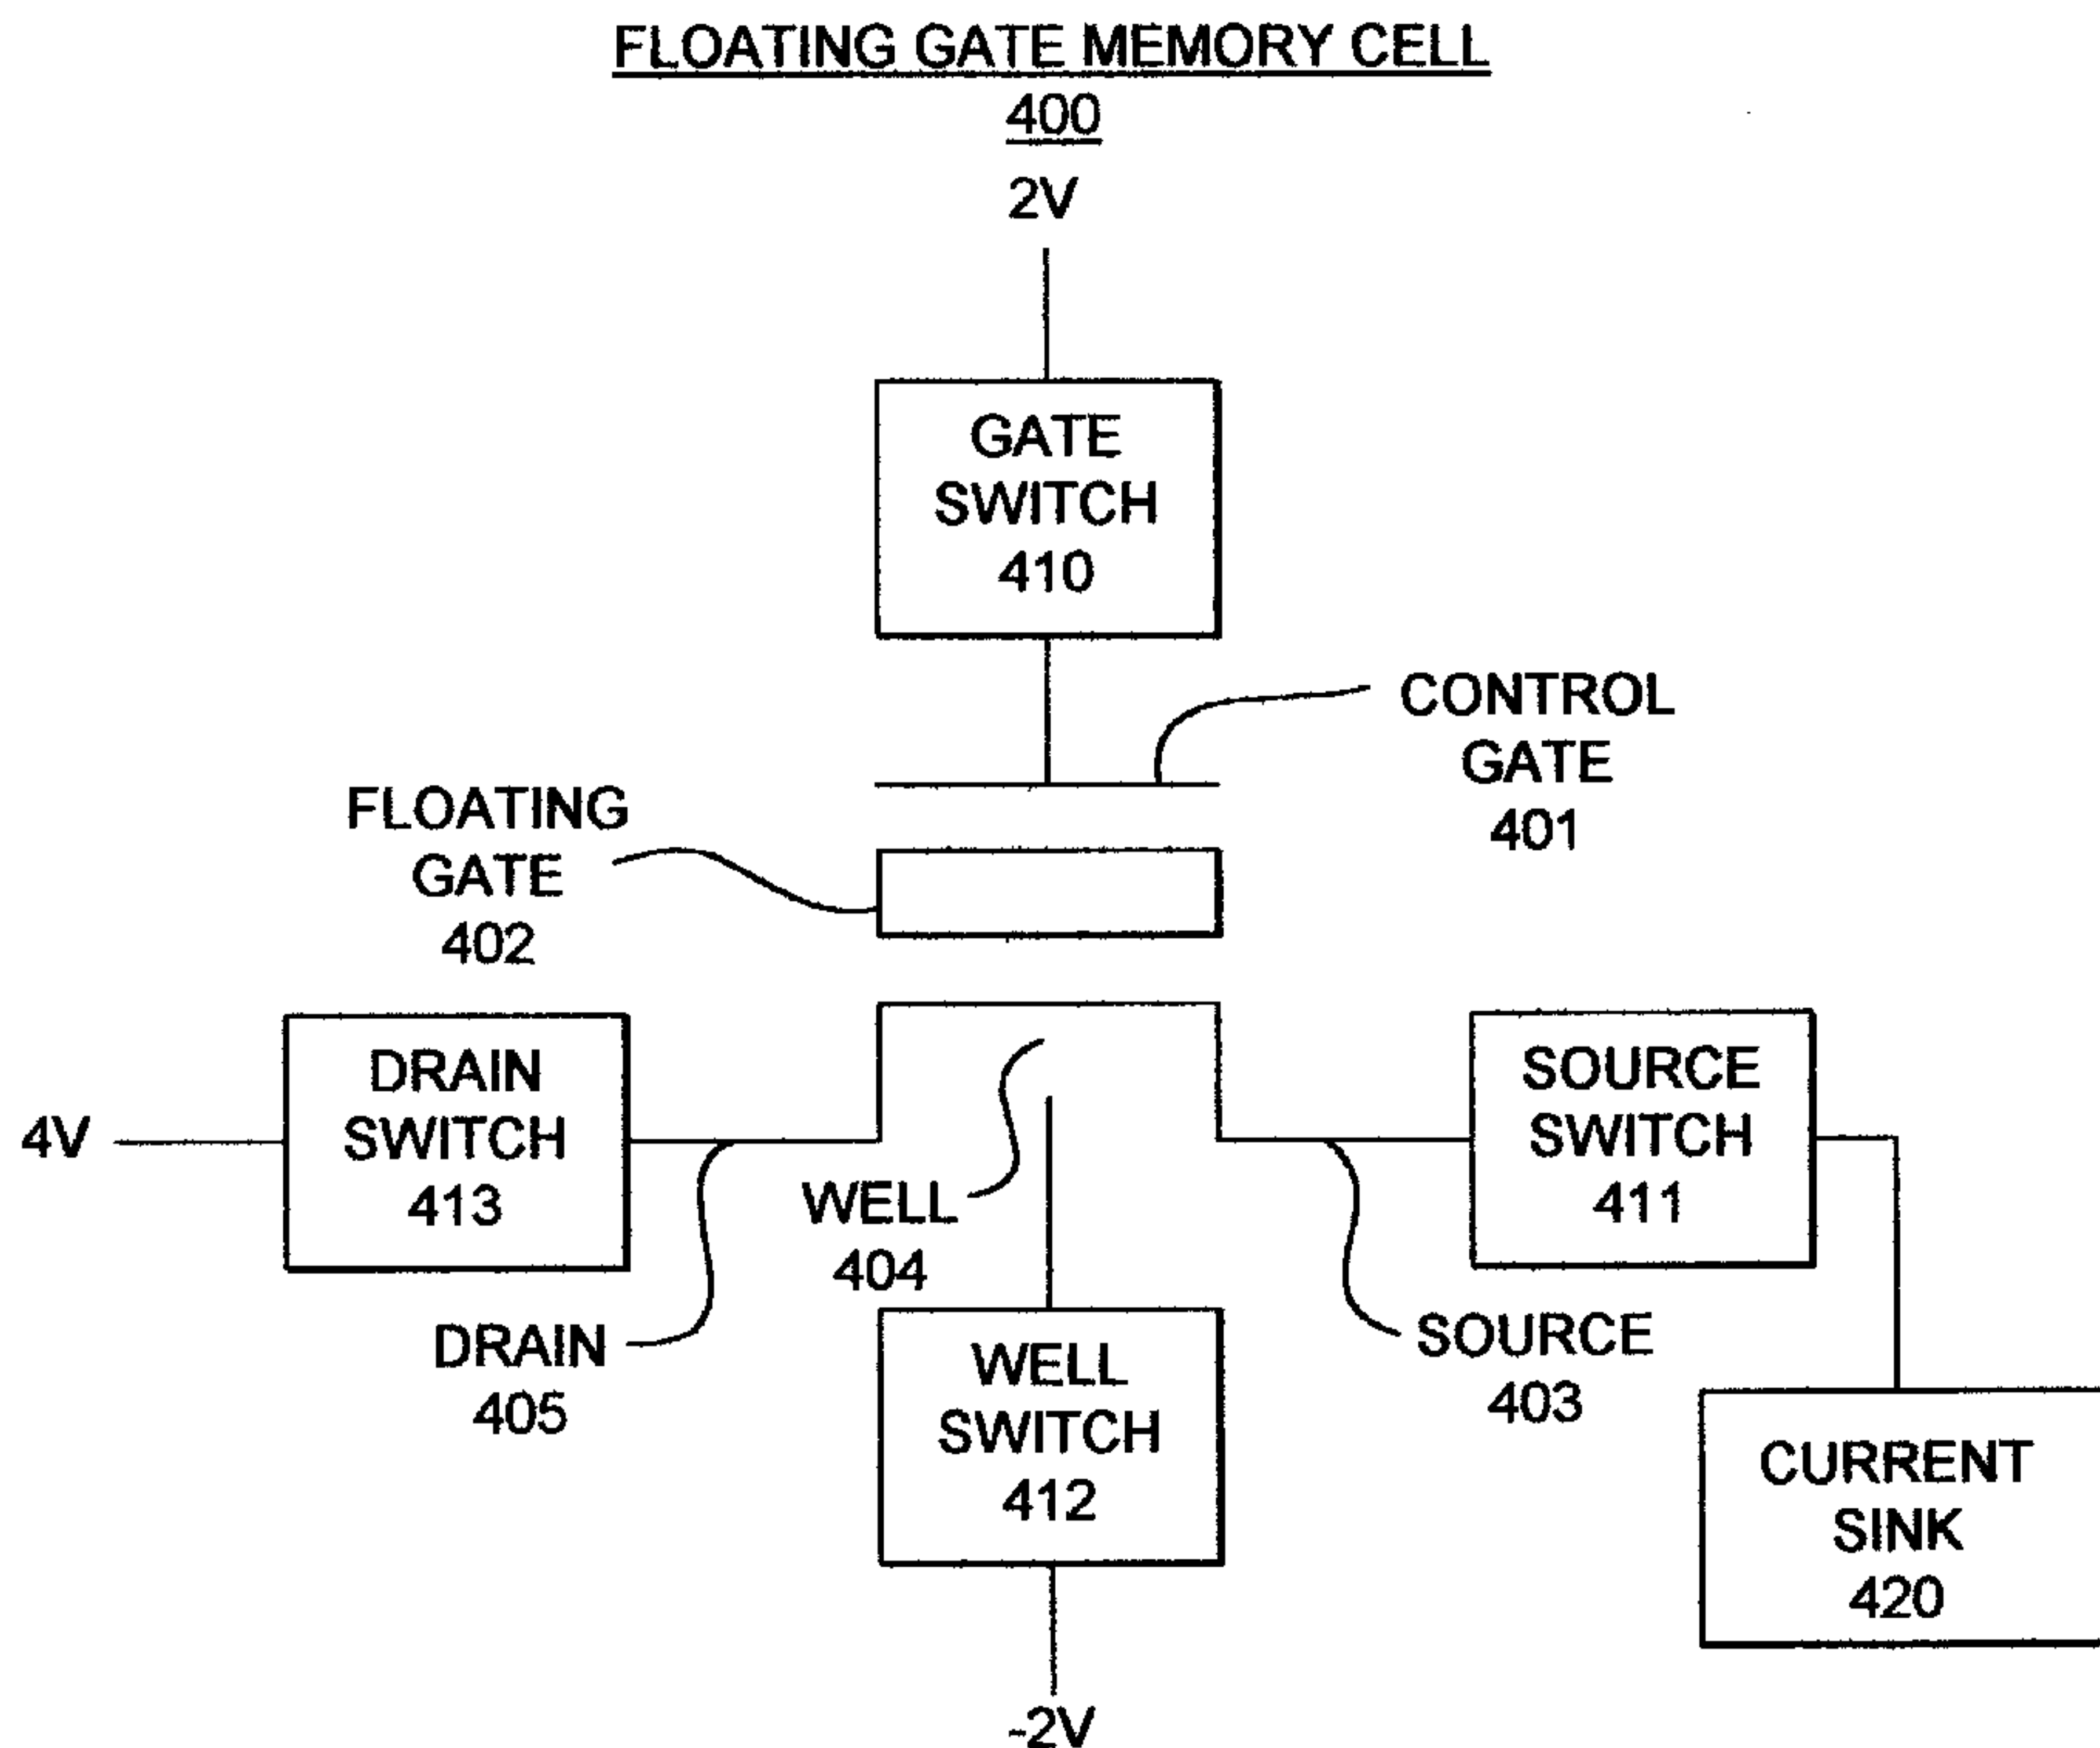 FLOATING GATE MEMORY CELL
400
2V
GATE
SWITCH
410
CONTROL
GATE
401
FLOATING
GATE
402
DRAIN
SWITCH
413
4V
SOURCE
SWITCH
411
WELL
404
DRAIN
405
WELL
SWITCH
412
SOURCE
403
CURRENT
SINK
420
-2V